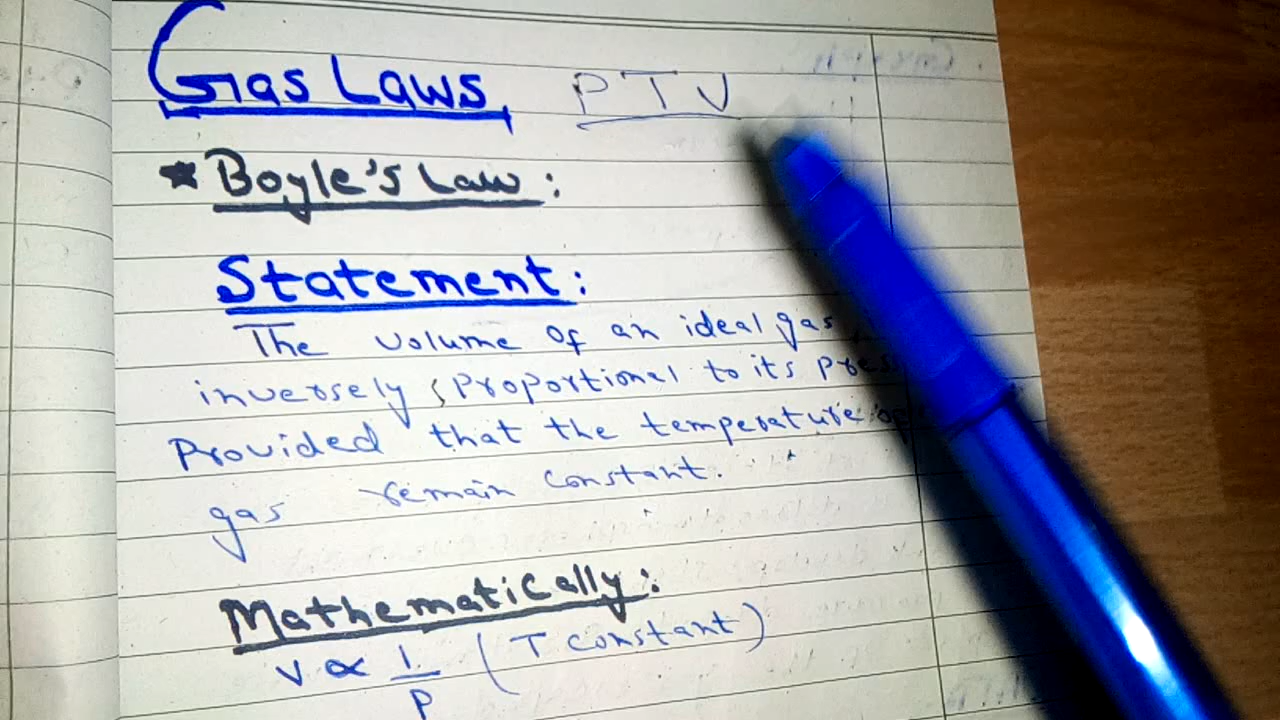 Gas Laws, PTV
* Boyle's Law:
Statement:
The volume of an ideal gas
inversely proportional to its
Provided that the temperature
gas remain constant.
Mathematically:
V ∝ 1/P (T constant)